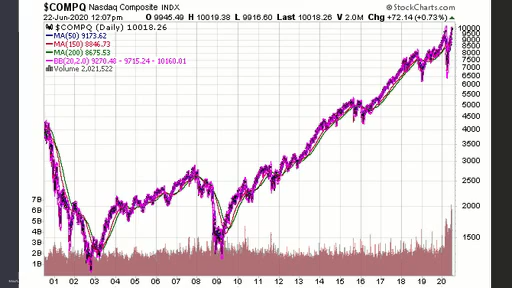 $COMPQ Nasdaq Composite INDX
© StockCharts.com
22-Jun-2020 12:07pm O 9945.49 H 10019.38 L 9916.60 Last 10018.26 V 2.0M Chg +72.14 (+0.73%)
$COMPQ (Daily) 10018.26
MA(50) 9173.62
MA(150) 8846.73
MA(200) 8675.53
BB(20,2.0) 9270.48 - 9715.24 - 10160.01
Volume 2,021,522
10000
9500
9000
8500
8000
7500
7000
6500
6000
5500
5000
4500
4000
3500
3000
2500
2000
1500
7B
6B
5B
4B
3B
2B
1B
01 02 03 04 05 06 07 08 09 10 11 12 13 14 15 16 17 18 19 20